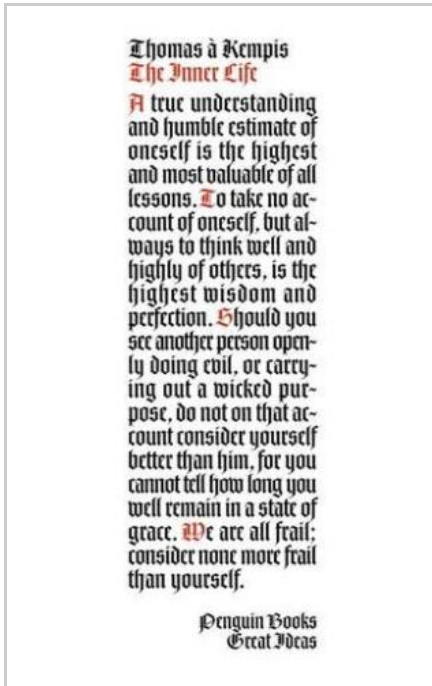 Thomas à Kempis
The Inner Life
A true understanding
and humble estimate of
oneself is the highest
and most valuable of all
lessons. To take no ac-
count of oneself, but al-
ways to think well and
highly of others, is the
highest wisdom and
perfection. Should you
see another person open-
ly doing evil, or carry-
ing out a wicked pur-
pose, do not on that ac-
count consider yourself
better than him, for you
cannot tell how long you
well remain in a state of
grace. We are all frail;
consider none more frail
than yourself.
Penguin Books
Great Ideas